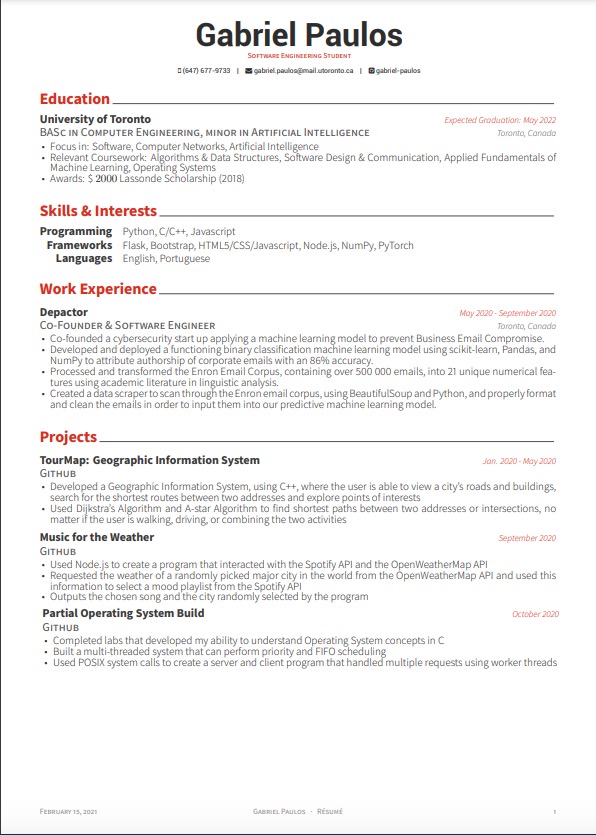 Gabriel Paulos
Software Engineering Student
(647) 677-9733 | gabriel.paulos@mail.utoronto.ca | gabriel-paulos
Education
University of Toronto Expected Graduation: May 2022
BASc in Computer Engineering, minor in Artificial Intelligence Toronto, Canada
• Focus in: Software, Computer Networks, Artificial Intelligence
• Relevant Coursework: Algorithms & Data Structures, Software Design & Communication, Applied Fundamentals of
Machine Learning, Operating Systems
• Awards: $ 2000 Lassonde Scholarship (2018)
Skills & Interests
Programming Python, C/C++, Javascript
Frameworks Flask, Bootstrap, HTML5/CSS/Javascript, Node.js, NumPy, PyTorch
Languages English, Portuguese
Work Experience
Depactor May 2020 - September 2020
Co-Founder & Software Engineer Toronto, Canada
• Co-founded a cybersecurity start up applying a machine learning model to prevent Business Email Compromise.
• Developed and deployed a functioning binary classification machine learning model using scikit-learn, Pandas, and
NumPy to attribute authorship of corporate emails with an 86% accuracy.
• Processed and transformed the Enron Email Corpus, containing over 500 000 emails, into 21 unique numerical fea-
tures using academic literature in linguistic analysis.
• Created a data scraper to scan through the Enron email corpus, using BeautifulSoup and Python, and properly format
and clean the emails in order to input them into our predictive machine learning model.
Projects
TourMap: Geographic Information System Jan. 2020 - May 2020
Github
• Developed a Geographic Information System, using C++, where the user is able to view a city's roads and buildings,
search for the shortest routes between two addresses and explore points of interests
• Used Dijkstra's Algorithm and A-star Algorithm to find shortest paths between two addresses or intersections, no
matter if the user is walking, driving, or combining the two activities
Music for the Weather September 2020
Github
• Used Node.js to create a program that interacted with the Spotify API and the OpenWeatherMap API
• Requested the weather of a randomly picked major city in the world from the OpenWeatherMap API and used this
information to select a mood playlist from the Spotify API
• Outputs the chosen song and the city randomly selected by the program
Partial Operating System Build October 2020
Github
• Completed labs that developed my ability to understand Operating System concepts in C
• Built a multi-threaded system that can perform priority and FIFO scheduling
• Used POSIX system calls to create a server and client program that handled multiple requests using worker threads
February 15, 2021 Gabriel Paulos · Résumé 1